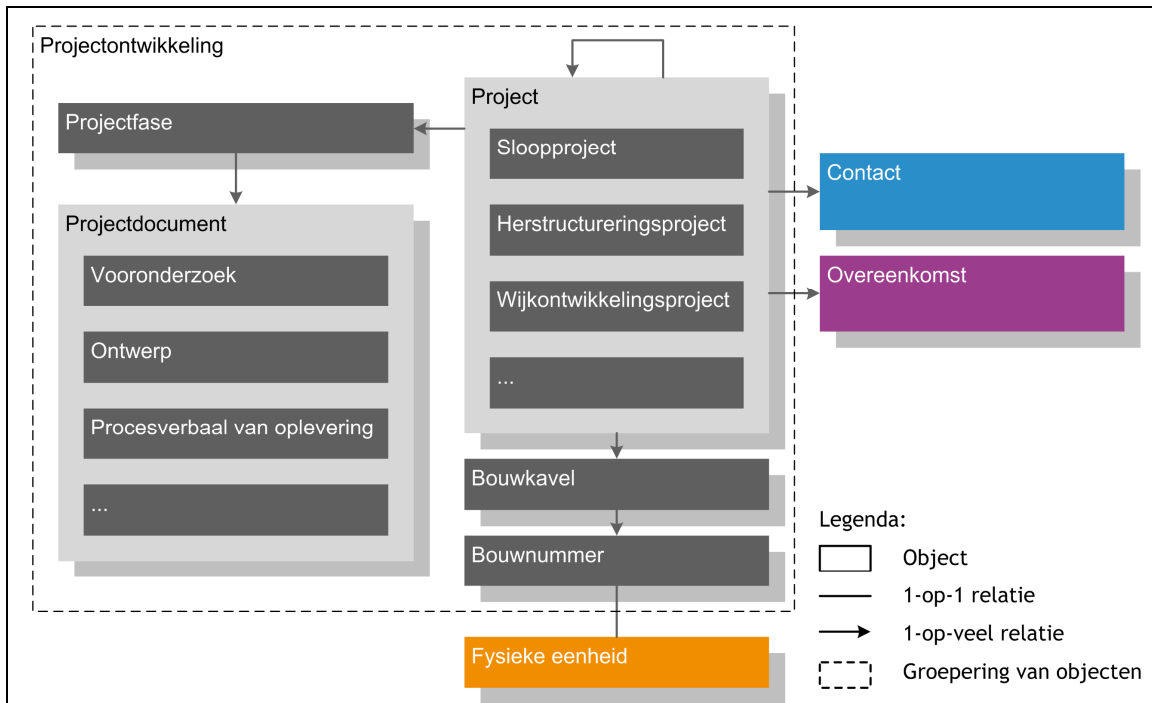 Projectontwikkeling
Projectfase
Projectdocument
Vooronderzoek
Ontwerp
Procesverbaal van oplevering
...
Project
Sloopproject
Herstructureringsproject
Wijkontwikkelingsproject
...
Bouwkavel
Bouwnummer
Fysieke eenheid
Contact
Overeenkomst
Legenda:
Object
1-op-1 relatie
1-op-veel relatie
Groepering van objecten